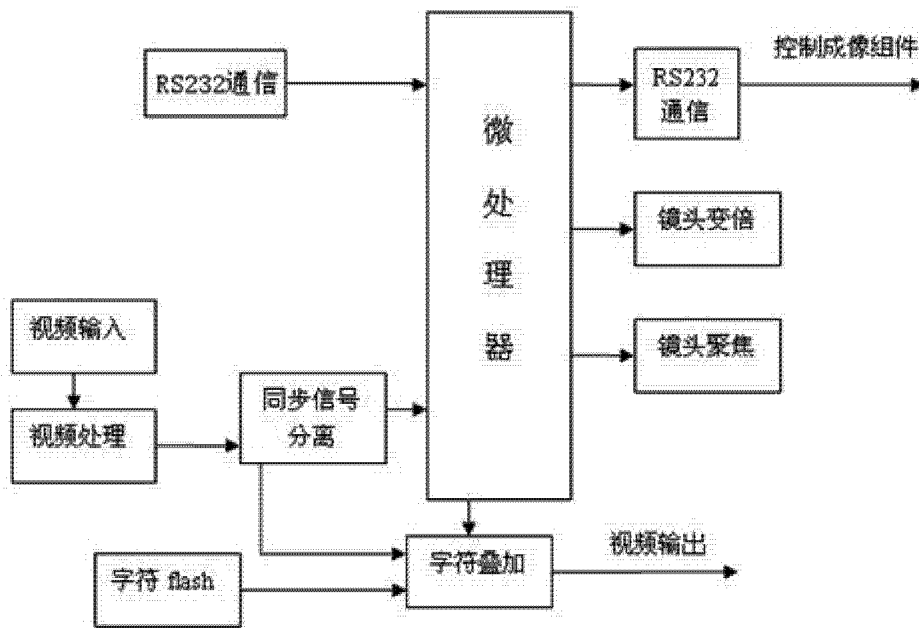 RS232通信
微
处
理
器
RS232
通信
控制成像组件
镜头变倍
镜头聚焦
视频输入
视频处理
同步信号
分离
字符 flash
字符叠加
视频输出